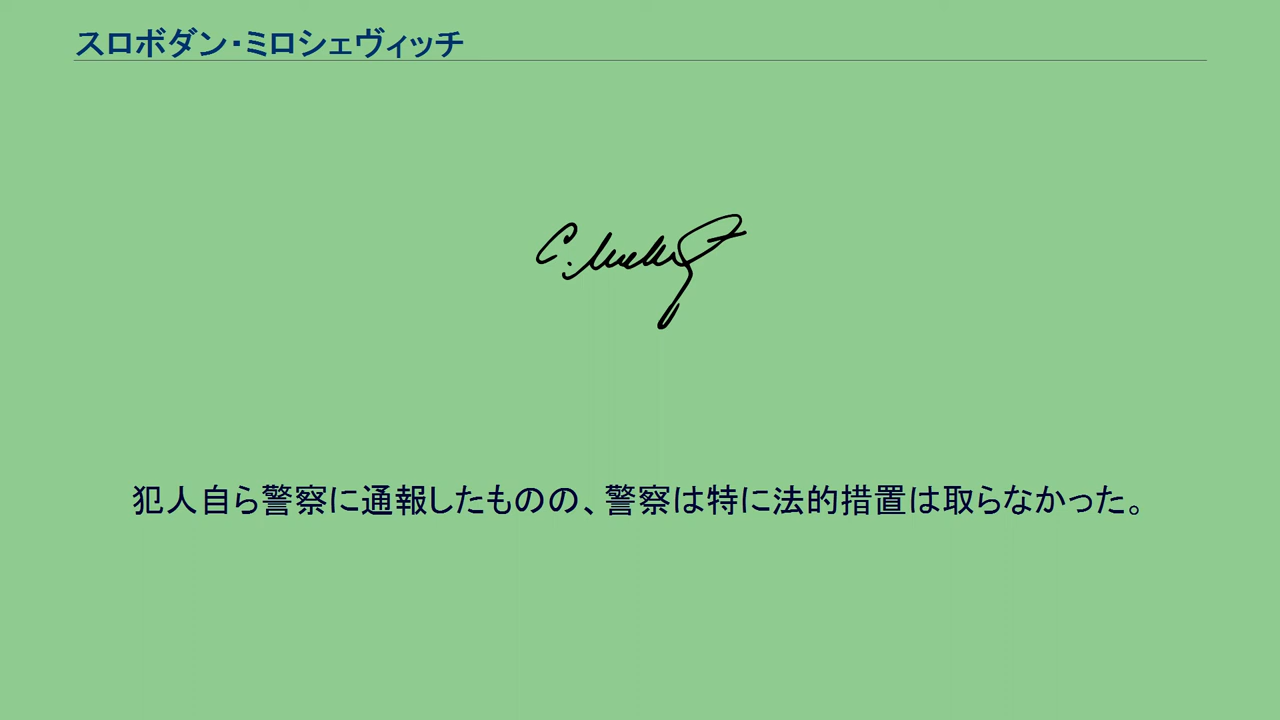 スロボダン・ミロシェヴィッチ
犯人自ら警察に通報したものの、警察は特に法的措置は取らなかった。